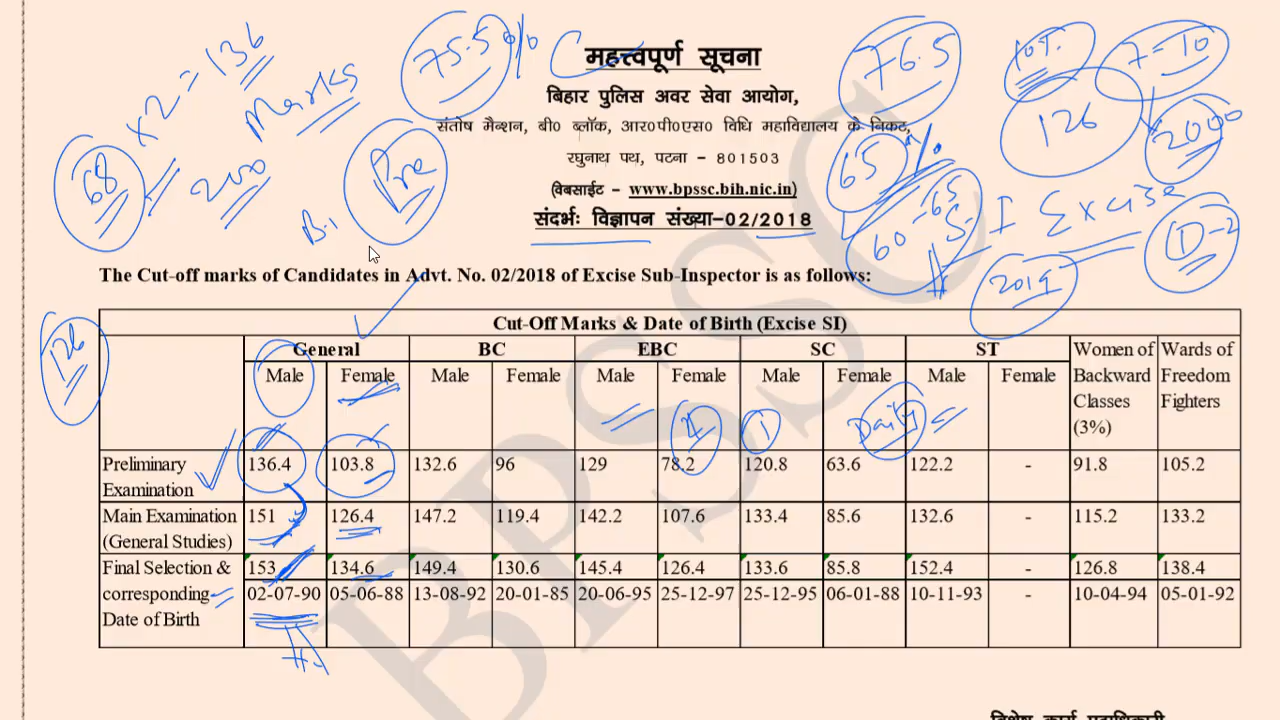 महत्त्वपूर्ण सूचना
बिहार पुलिस अवर सेवा आयोग,
संतोष मैन्शन, बी० ब्लॉक, आर०पी०एस० विधि महाविद्यालय के निकट,
रघुनाथ पथ, पटना - 801503
(वेबसाईट - www.bpssc.bih.nic.in)
संदर्भः विज्ञापन संख्या-02/2018
68 x2=136
Marks
200
75.5%
Pre
76.5
65%
60-65
126
7=10
2000
S.I Excise
2019
D-2
The Cut-off marks of Candidates in Advt. No. 02/2018 of Excise Sub-Inspector is as follows:
126
Cut-Off Marks & Date of Birth (Excise SI)
General BC EBC SC ST Women of Backward Classes (3%) Wards of Freedom Fighters
Male Female Male Female Male Female Male Female Male Female
Daily
Preliminary Examination 136.4 103.8 132.6 96 129 78.2 120.8 63.6 122.2 - 91.8 105.2
Main Examination (General Studies) 151 126.4 147.2 119.4 142.2 107.6 133.4 85.6 132.6 - 115.2 133.2
Final Selection & 153 134.6 149.4 130.6 145.4 126.4 133.6 85.8 152.4 - 126.8 138.4
corresponding Date of Birth 02-07-90 05-06-88 13-08-92 20-01-85 20-06-95 25-12-97 25-12-95 06-01-88 10-11-93 - 10-04-94 05-01-92
BPSSC